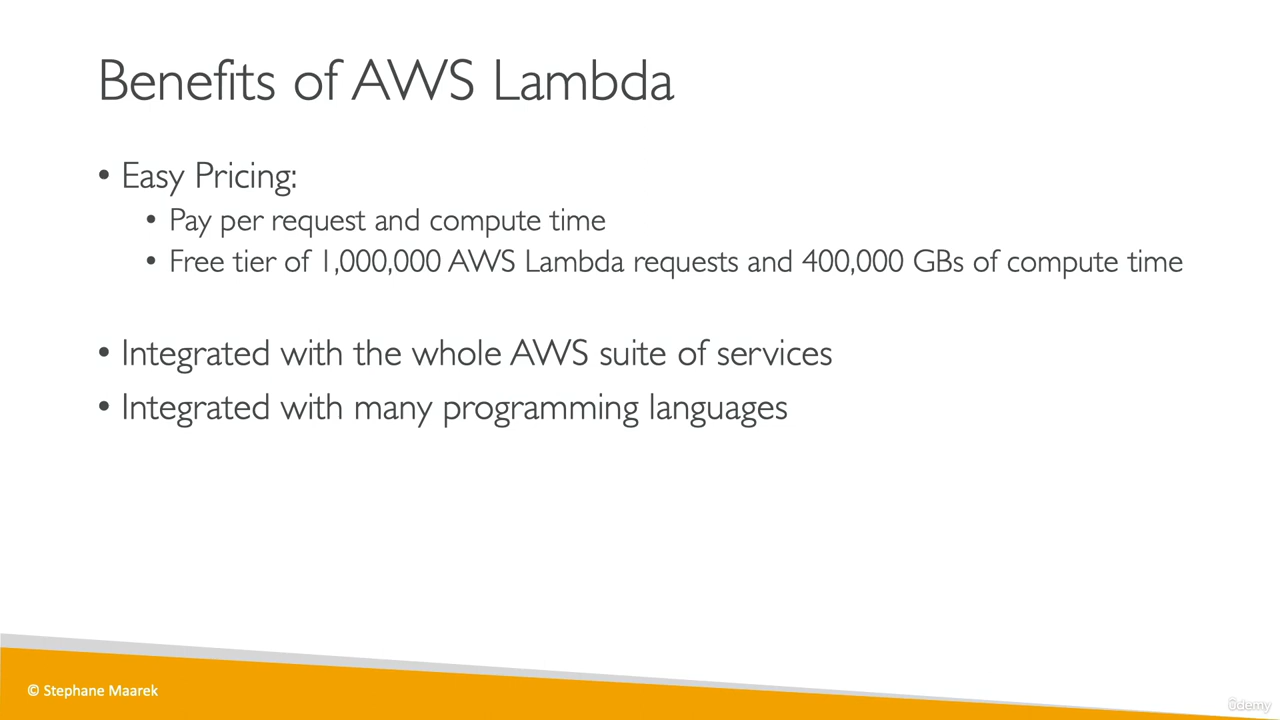 Benefits of AWS Lambda
• Easy Pricing:
• Pay per request and compute time
• Free tier of 1,000,000 AWS Lambda requests and 400,000 GBs of compute time
• Integrated with the whole AWS suite of services
• Integrated with many programming languages
© Stephane Maarek
ûdemy